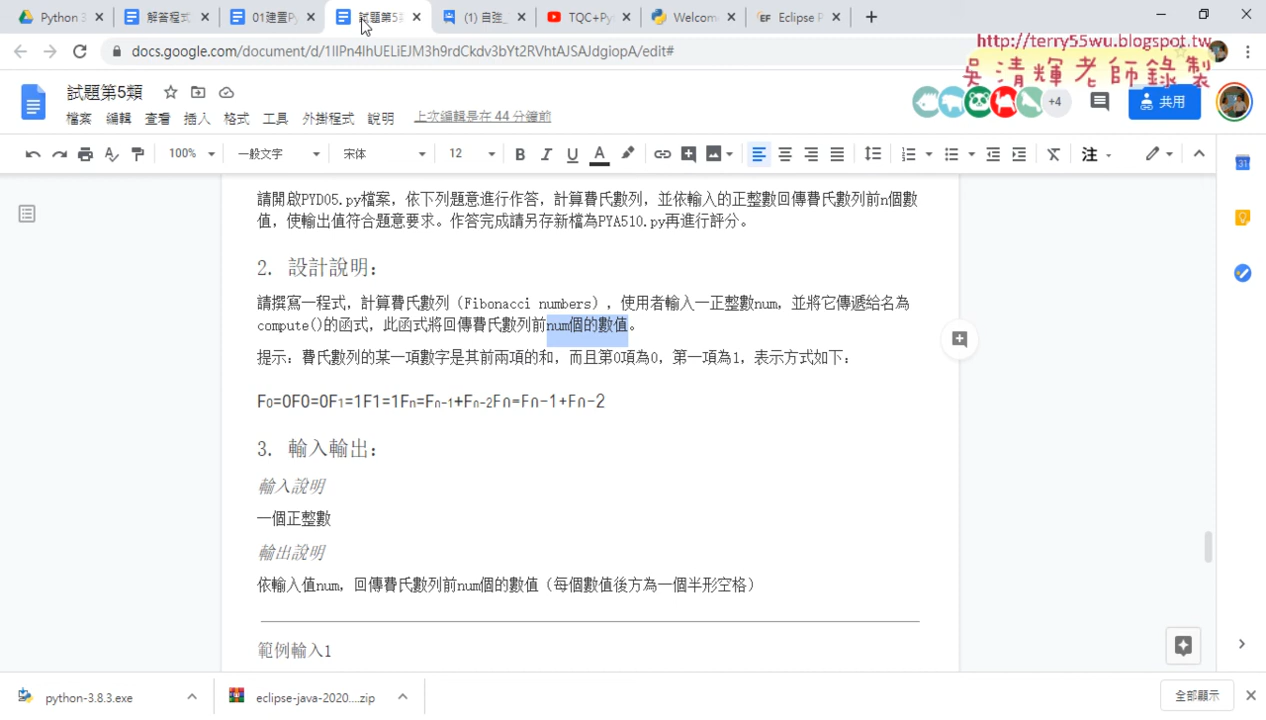 Python 3
解答程式
01建置Py
試題第5類
(1) 自強_
TQC+Py
Welcom
Eclipse P
docs.google.com/document/d/1IIPn4lhUELiEJM3h9rdCkdv3bYt2RVhtAJSAJdgiopA/edit#
http://terry55wu.blogspot.tw
吳清輝老師錄製
試題第5類
檔案 編輯 查看 插入 格式 工具 外掛程式 說明 上次編輯是在 44 分鐘前
+4
共用
100% 一般文字 宋体 12 B I U A 注
請開啟PYD05.py檔案，依下列題意進行作答，計算費氏數列，並依輸入的正整數回傳費氏數列前n個數
值，使輸出值符合題意要求。作答完成請另存新檔為PYA510.py再進行評分。
2. 設計說明：
請撰寫一程式，計算費氏數列（Fibonacci numbers），使用者輸入一正整數num，並將它傳遞給名為
compute()的函式，此函式將回傳費氏數列前num個的數值。
提示：費氏數列的某一項數字是其前兩項的和，而且第0項為0，第一項為1，表示方式如下：
F0=0F0=0F1=1F1=1Fn=Fn-1+Fn-2Fn=Fn-1+Fn-2
3. 輸入輸出：
輸入說明
一個正整數
輸出說明
依輸入值num，回傳費氏數列前num個的數值（每個數值後方為一個半形空格）
範例輸入1
python-3.8.3.exe
eclipse-java-2020....zip
全部顯示